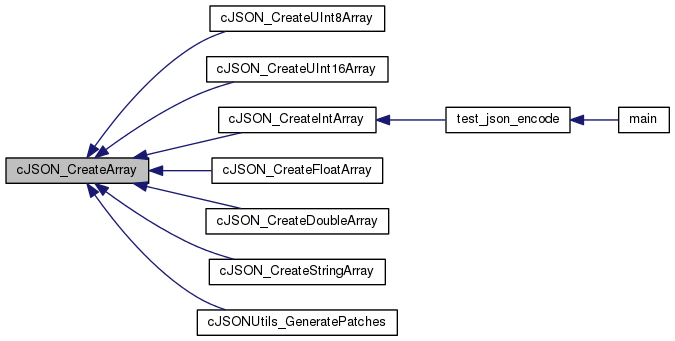 cJSON_CreateUInt8Array
cJSON_CreateUInt16Array
cJSON_CreateIntArray
test_json_encode
main
cJSON_CreateArray
cJSON_CreateFloatArray
cJSON_CreateDoubleArray
cJSON_CreateStringArray
cJSONUtils_GeneratePatches